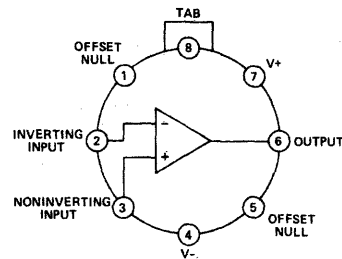 TAB
8
OFFSET
NULL
1
7
V+
INVERTING
INPUT
2
−
+
6
OUTPUT
NONINVERTING
INPUT
3
5
OFFSET
NULL
4
V-